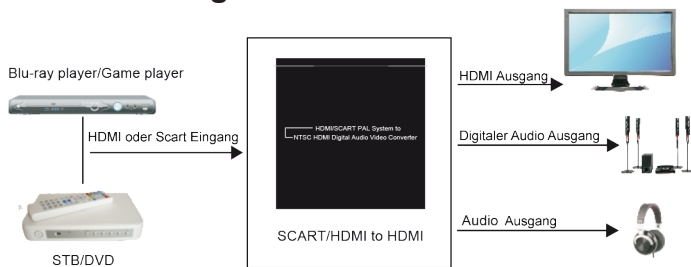 Blu-ray player/Game player
HDMI oder Scart Eingang
STB/DVD
HDMI/SCART PAL System to
NTSC HDMI Digital Audio Video Converter
SCART/HDMI to HDMI
HDMI Ausgang
Digitaler Audio Ausgang
Audio Ausgang